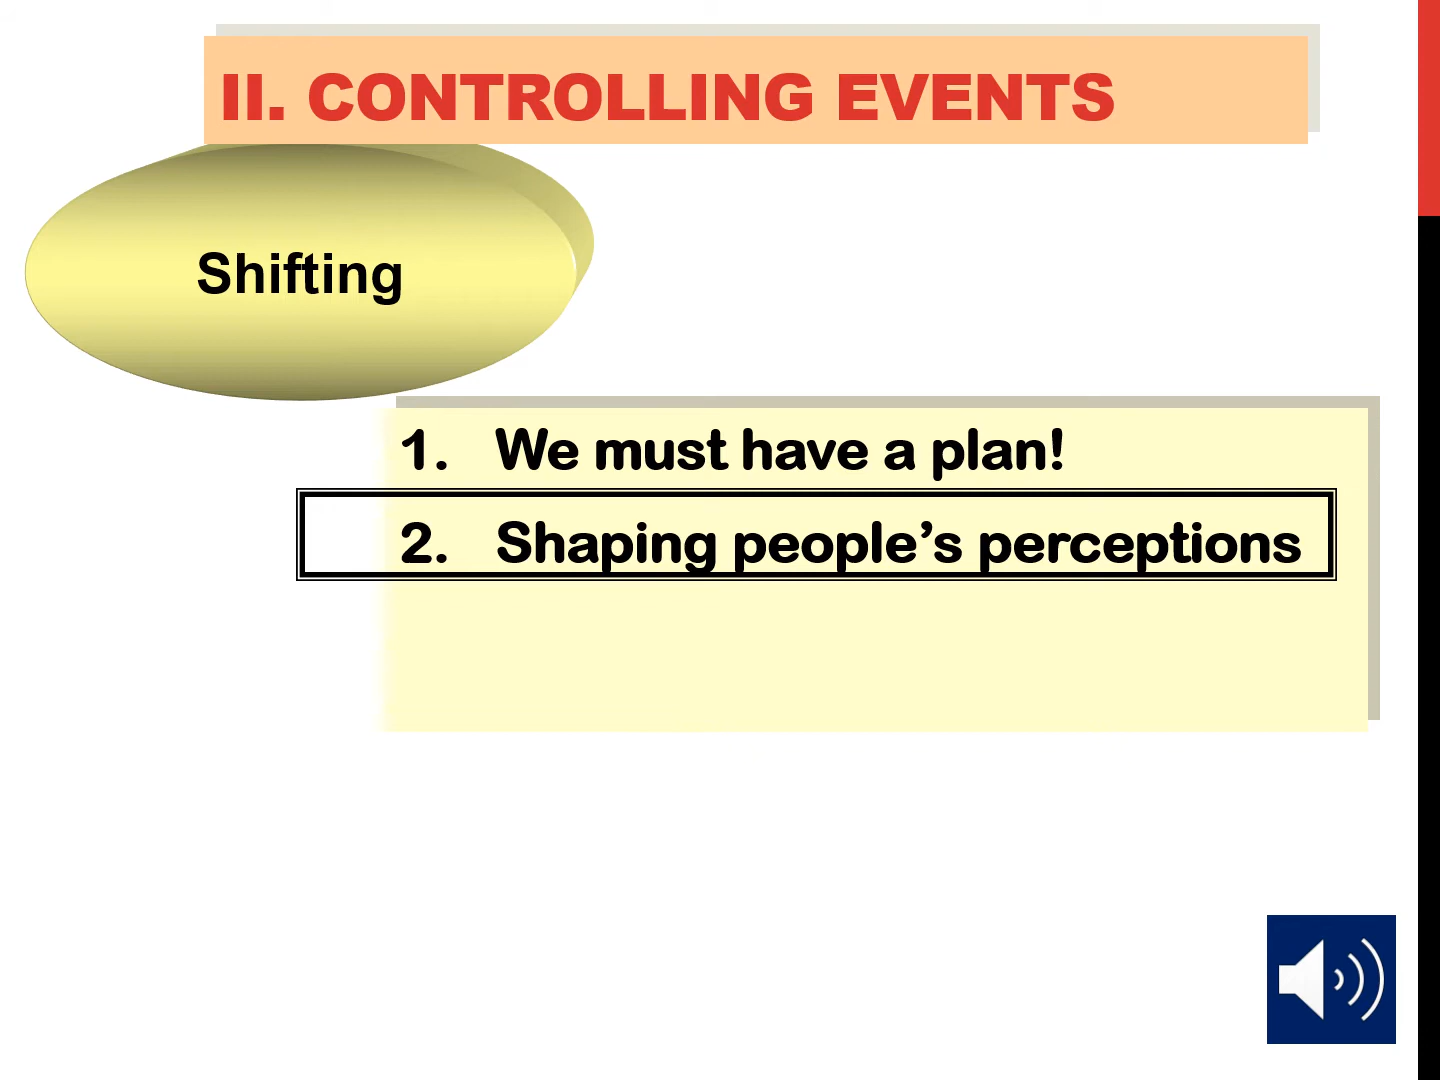 II. CONTROLLING EVENTS
Shifting
1. We must have a plan!
2. Shaping people’s perceptions